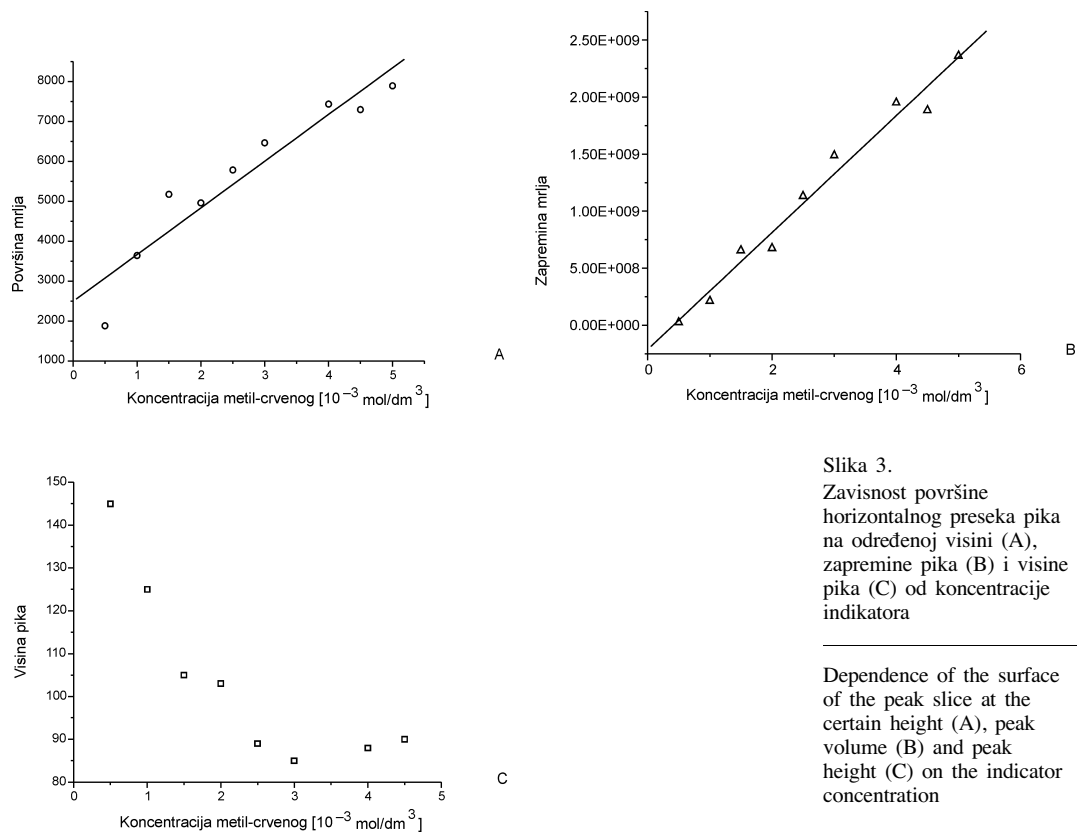 8000
7000
6000
5000
4000
3000
2000
1000
Površina mrlja
0 1 2 3 4 5
Koncentracija metil-crvenog [10⁻³ mol/dm³]
A
2.50E+009
2.00E+009
1.50E+009
1.00E+009
5.00E+008
0.00E+000
Zapremina mrlja
0 2 4 6
Koncentracija metil-crvenog [10⁻³ mol/dm³]
B
150
140
130
120
110
100
90
80
Visina pika
0 1 2 3 4 5
Koncentracija metil-crvenog [10⁻³ mol/dm³]
C
Slika 3.
Zavisnost površine
horizontalnog preseka pika
na određenoj visini (A),
zapremine pika (B) i visine
pika (C) od koncentracije
indikatora
Dependence of the surface
of the peak slice at the
certain height (A), peak
volume (B) and peak
height (C) on the indicator
concentration